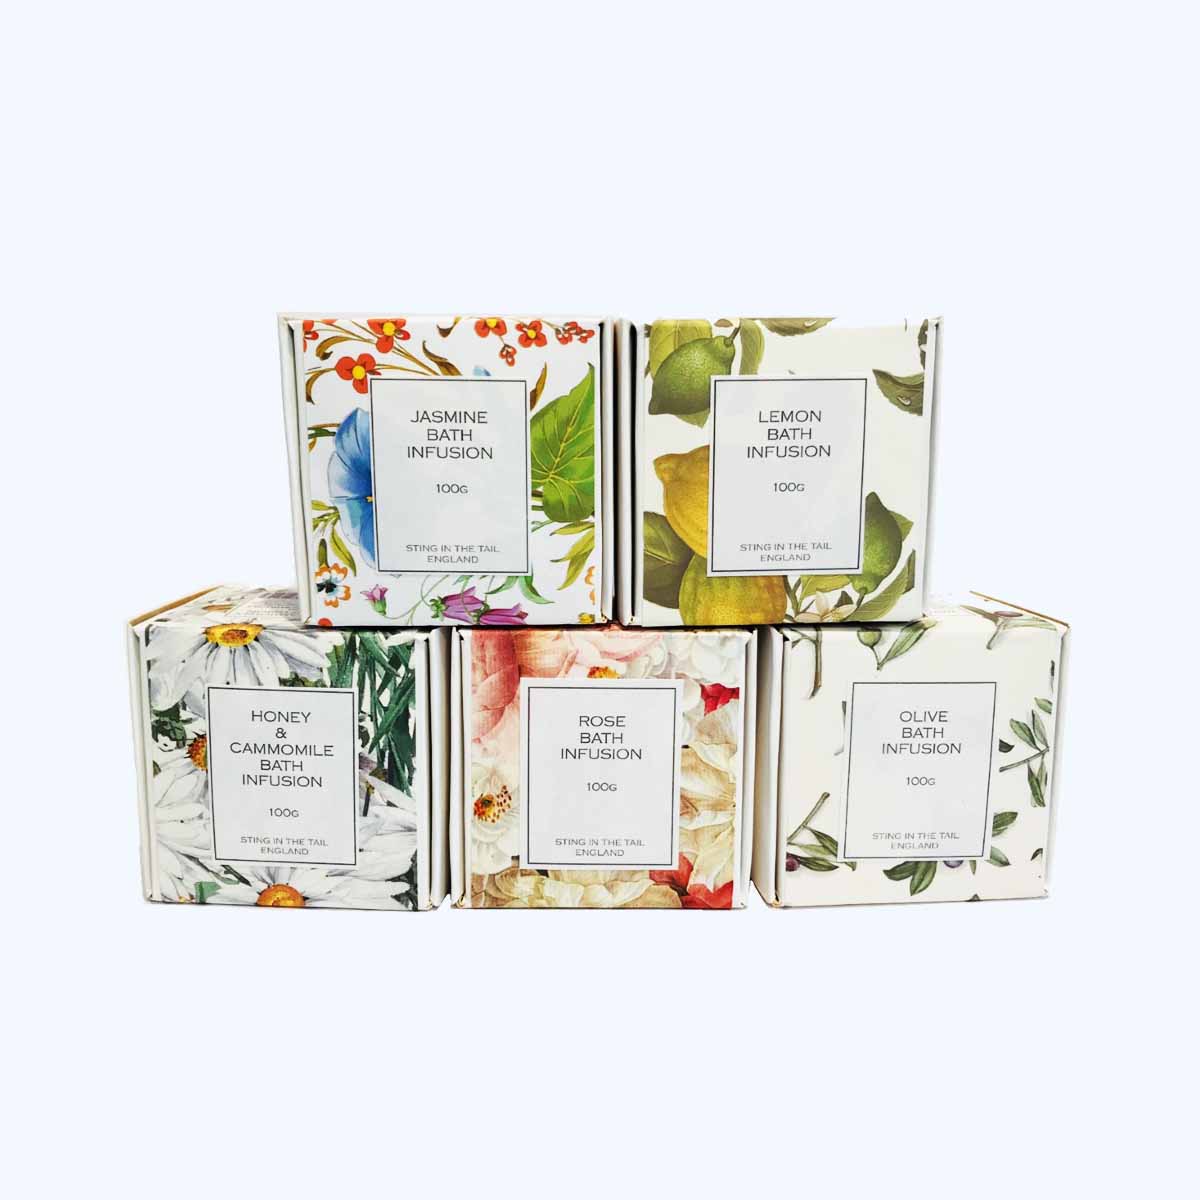 JASMINE
BATH
INFUSION
100G
STING IN THE TAIL
ENGLAND
LEMON
BATH
INFUSION
100G
STING IN THE TAIL
ENGLAND
HONEY
&
CAMMOMILE
BATH
INFUSION
100G
STING IN THE TAIL
ENGLAND
ROSE
BATH
INFUSION
100G
STING IN THE TAIL
ENGLAND
OLIVE
BATH
INFUSION
100G
STING IN THE TAIL
ENGLAND